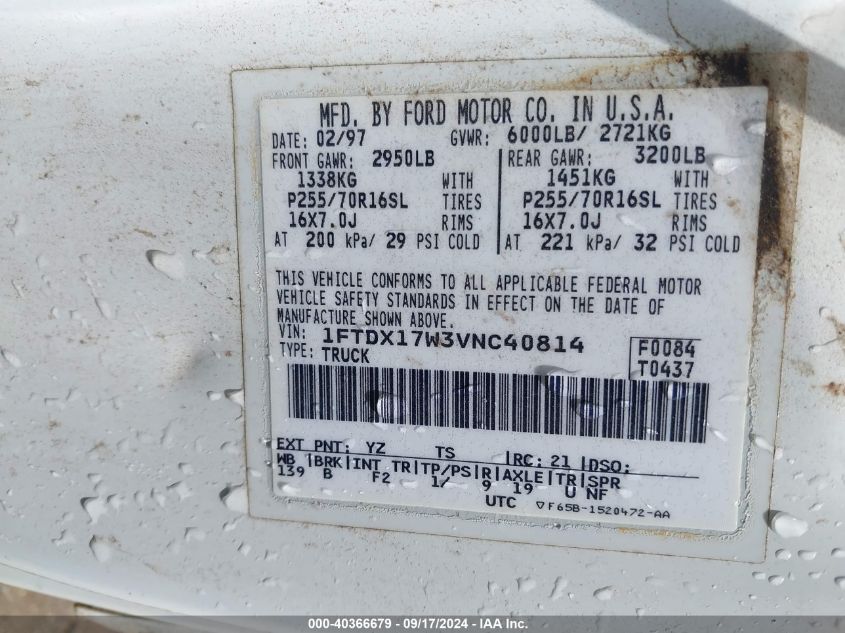 MFD. BY FORD MOTOR CO. IN U.S.A.
DATE: 02/97 GVWR: 6000LB/ 2721KG
FRONT GAWR: 2950LB REAR GAWR: 3200LB
1338KG WITH 1451KG WITH
P255/70R16SL TIRES P255/70R16SL TIRES
16X7.0J RIMS 16X7.0J RIMS
AT 200 kPa/ 29 PSI COLD AT 221 kPa/ 32 PSI COLD
THIS VEHICLE CONFORMS TO ALL APPLICABLE FEDERAL MOTOR
VEHICLE SAFETY STANDARDS IN EFFECT ON THE DATE OF
MANUFACTURE SHOWN ABOVE.
VIN: 1FTDX17W3VNC40814 F0084
TYPE: TRUCK T0437
EXT PNT: YZ TS |RC: 21 |DSO:
WB |BRK|INT TR|TP/PS|R|AXLE|TR|SPR
139 B F2 1/ 9 19 U NF
UTC ▽F65B-1520472-AA
000-40366679 - 09/17/2024 - IAAI.com